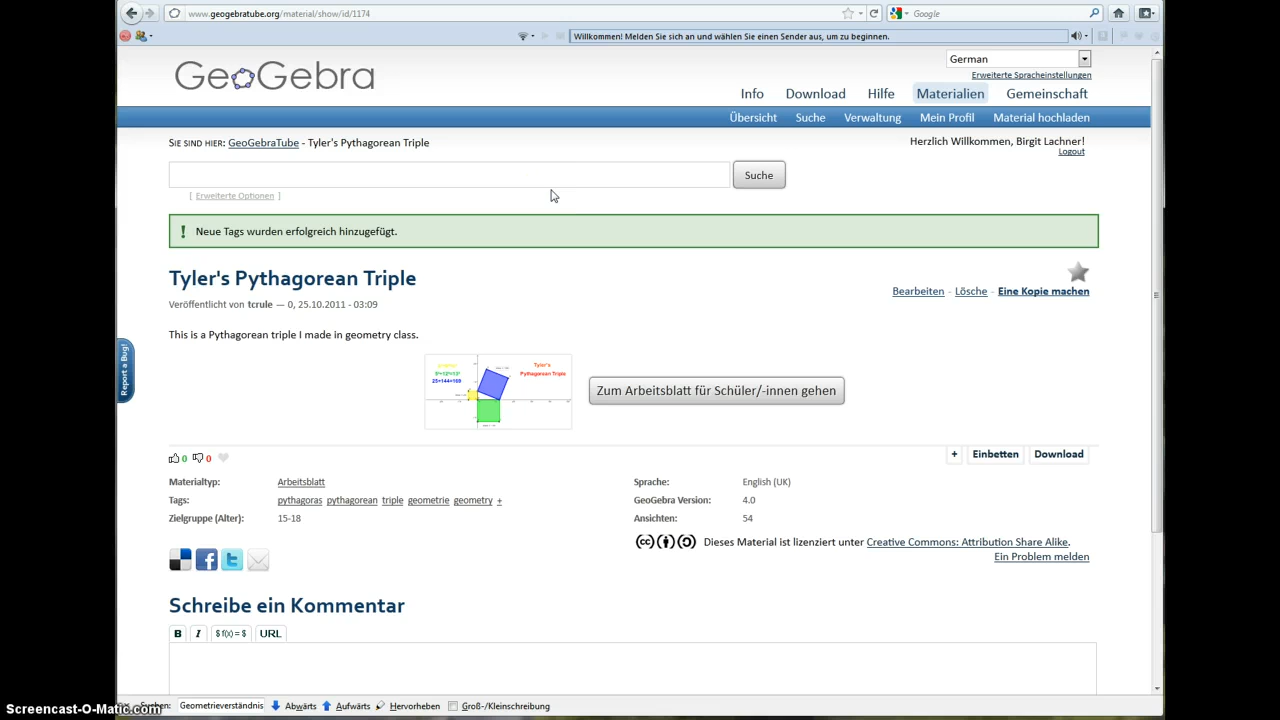 www.geogebratube.org/material/show/id/1174
Google
Willkommen! Melden Sie sich an und wählen Sie einen Sender aus, um zu beginnen.
GeoGebra
German
Erweiterte Spracheinstellungen
Info Download Hilfe Materialien Gemeinschaft
Übersicht Suche Verwaltung Mein Profil Material hochladen
SIE SIND HIER: GeoGebraTube - Tyler's Pythagorean Triple
Herzlich Willkommen, Birgit Lachner!
Logout
Suche
[ Erweiterte Optionen ]
! Neue Tags wurden erfolgreich hinzugefügt.
Tyler's Pythagorean Triple
Veröffentlicht von tcrule — 0, 25.10.2011 - 03:09
Bearbeiten - Lösche - Eine Kopie machen
This is a Pythagorean triple I made in geometry class.
Report a Bug!
Tyler's
Pythagorean Triple
25+144=169
Zum Arbeitsblatt für Schüler/-innen gehen
0 0
+ Einbetten Download
Materialtyp: Arbeitsblatt
Tags: pythagoras pythagorean triple geometrie geometry +
Zielgruppe (Alter): 15-18
Sprache: English (UK)
GeoGebra Version: 4.0
Ansichten: 54
Dieses Material ist lizenziert unter Creative Commons: Attribution Share Alike.
Ein Problem melden
Schreibe ein Kommentar
B I $ f(x) = $ URL
Suchen: Geometrieverständnis Abwärts Aufwärts Hervorheben Groß-/Kleinschreibung
Screencast-O-Matic.com